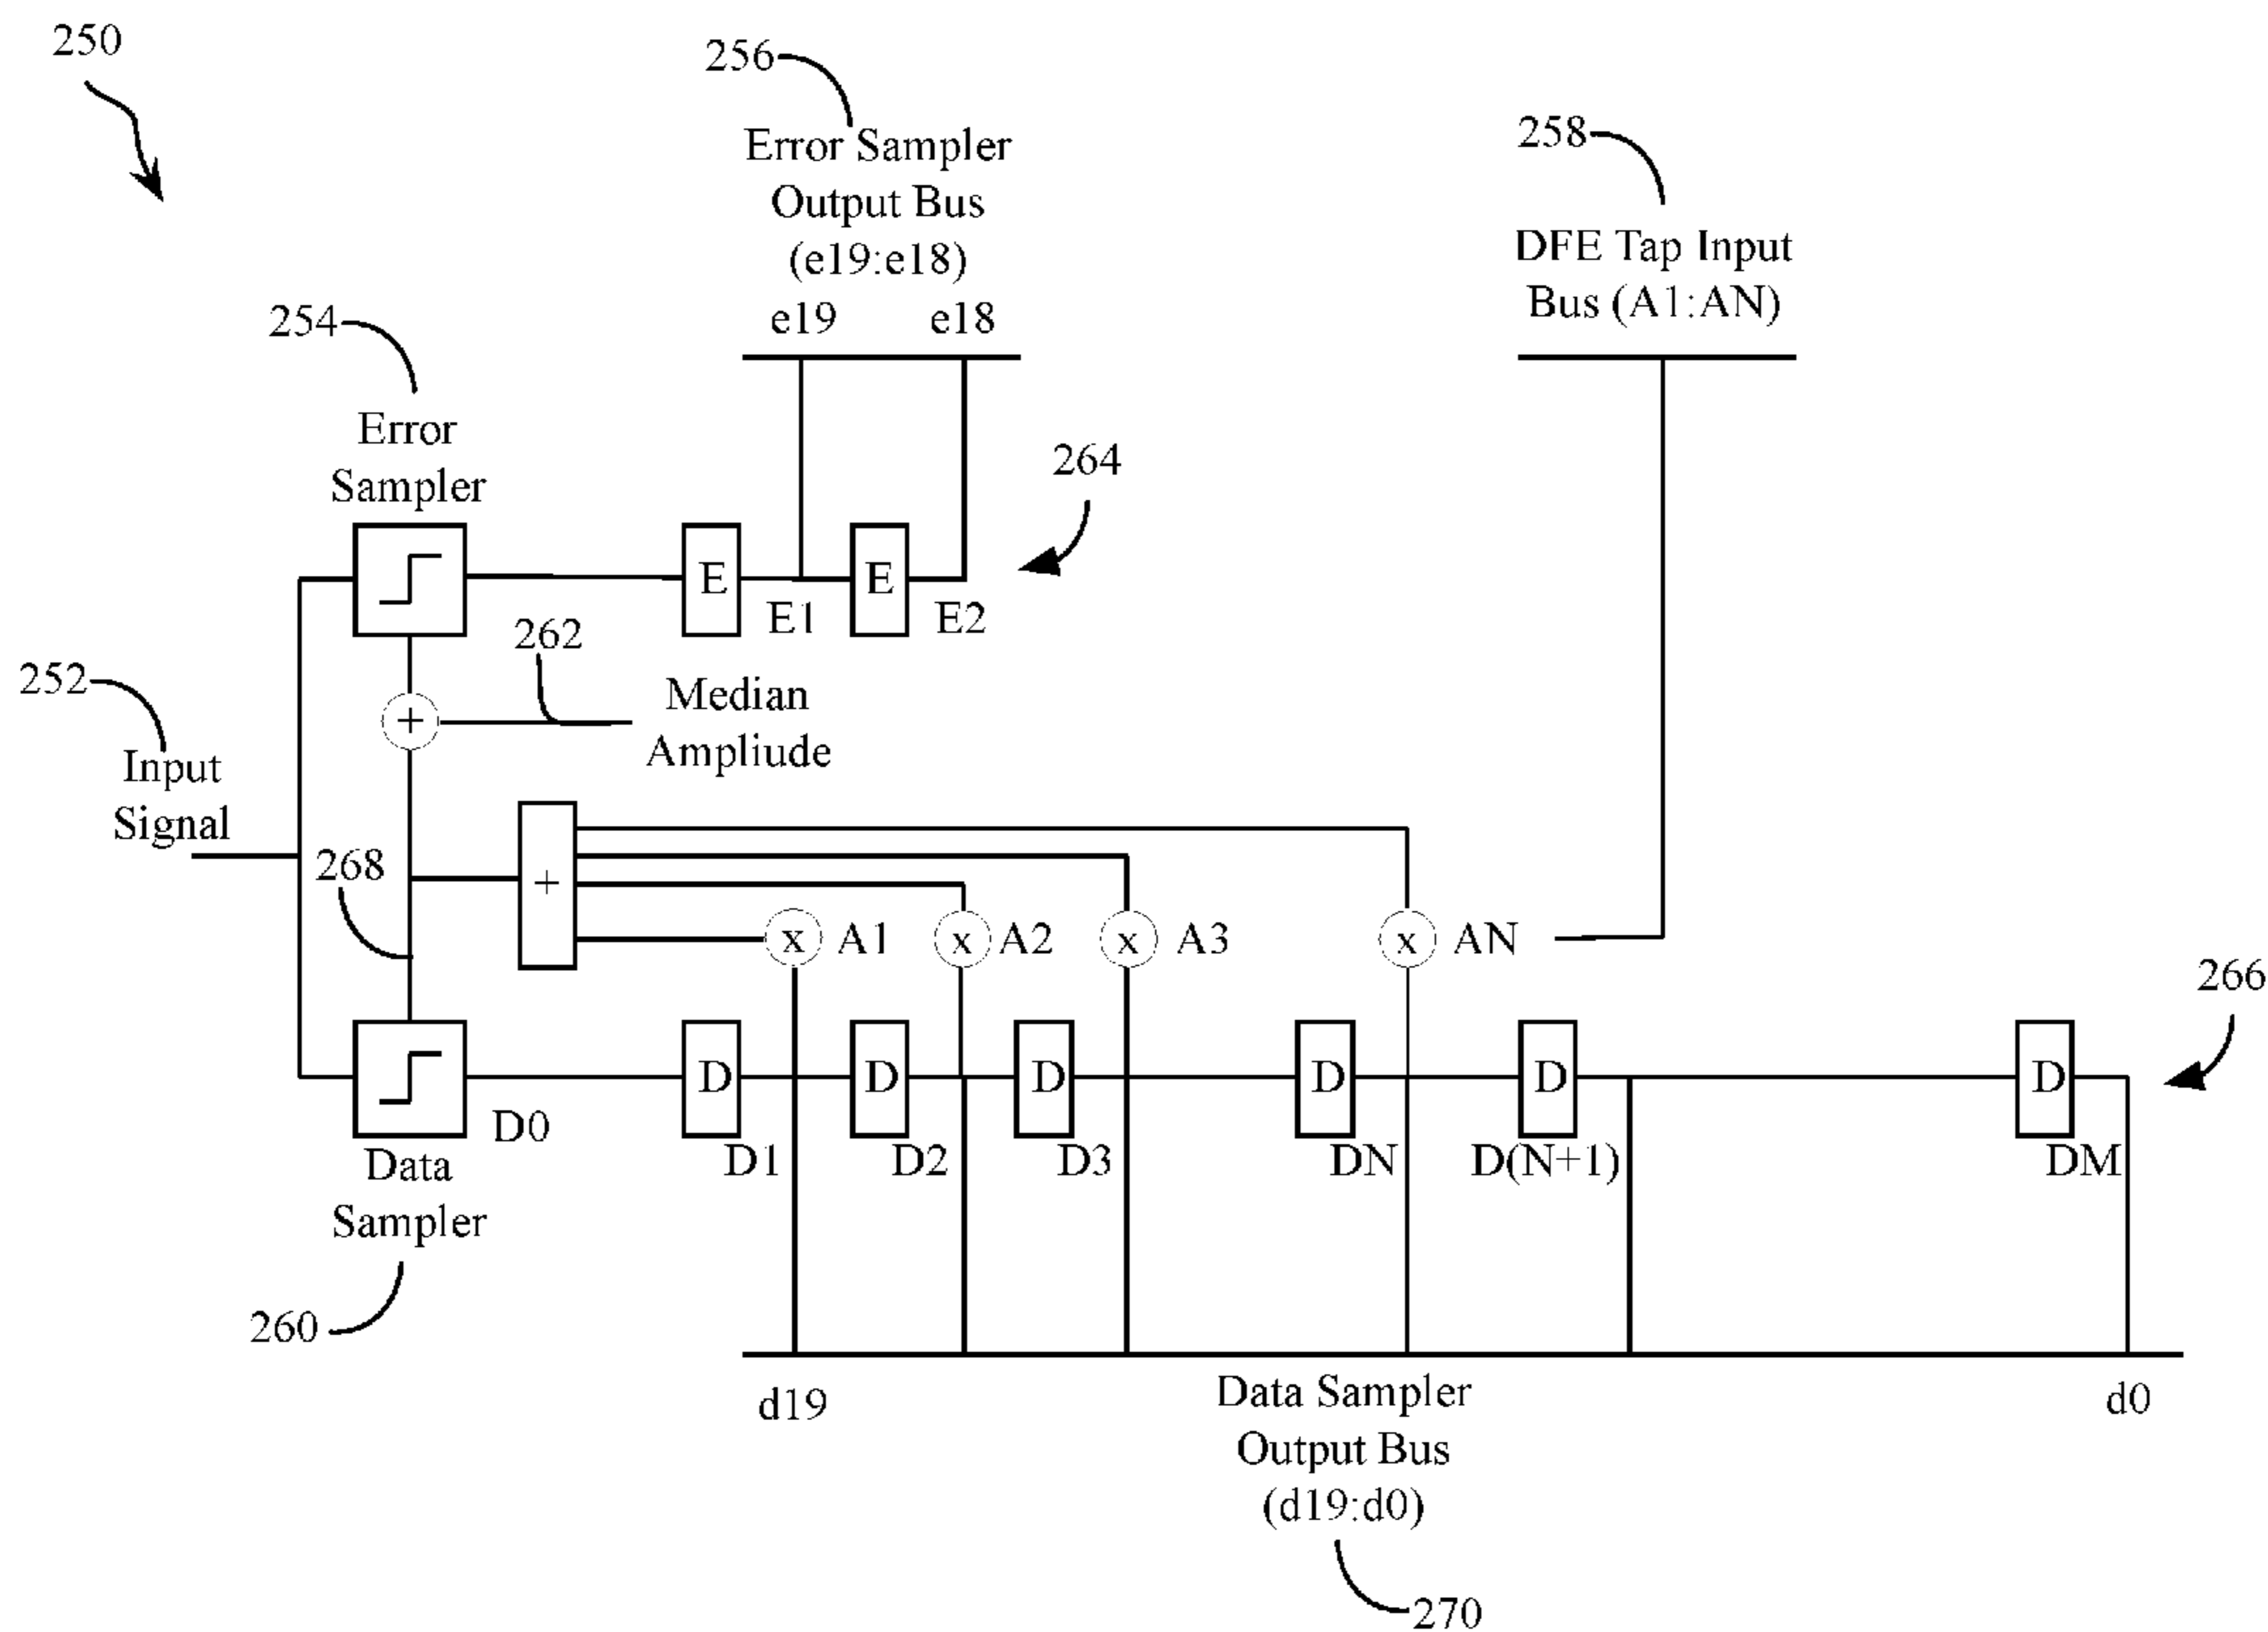 250
256
Error Sampler
Output Bus
(e19:e18)
e19 e18
258
DFE Tap Input
Bus (A1:AN)
254
Error
Sampler
264
E E
E1 E2
262
Median
Ampliude
252
Input
Signal
+
268
+
x A1 x A2 x A3 x AN
266
D D D D D D
D0
D1 D2 D3 DN D(N+1) DM
Data
Sampler
260
d19 d0
Data Sampler
Output Bus
(d19:d0)
270